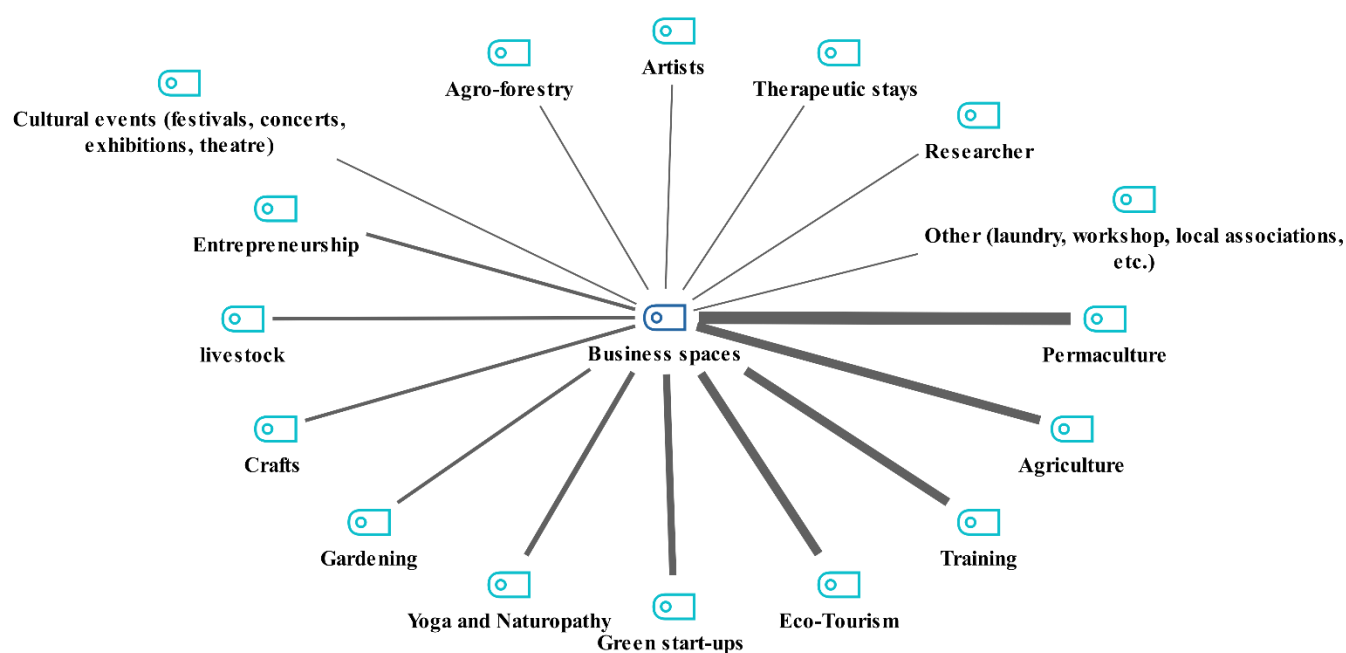 Artists
Agro-forestry
Therapeutic stays
Cultural events (festivals, concerts,
exhibitions, theatre)
Researcher
Entrepreneurship
Other (laundry, workshop, local associations,
etc.)
livestock
Business spaces
Permaculture
Crafts
Agriculture
Gardening
Training
Yoga and Naturopathy
Green start-ups
Eco-Tourism